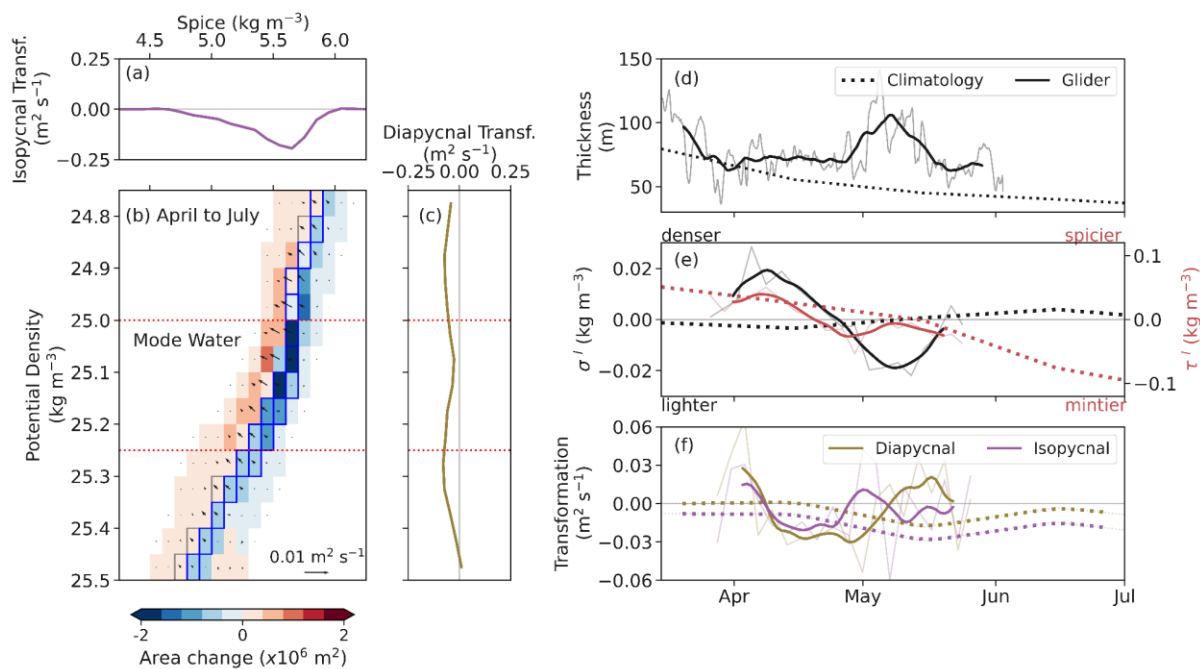 Spice (kg m−3)
4.5 5.0 5.5 6.0
Isopycnal Transf.
(m2 s−1)
0.25
0.00
−0.25
(a)
Diapycnal Transf.
(m2 s−1)
−0.25 0.00 0.25
Potential Density
(kg m−3)
24.8
24.9
25.0
25.1
25.2
25.3
25.4
25.5
(b) April to July
Mode Water
0.01 m2 s−1
(c)
-2 0 2
Area change (x10^6 m2)
Thickness
(m)
150
100
50
(d)
Climatology Glider
denser spicier
σ′ (kg m−3)
0.02
0.00
−0.02
(e)
0.1
0.0
−0.1
τ′ (kg m−3)
lighter mintier
Transformation
(m2 s−1)
0.06
0.03
0.00
−0.03
−0.06
(f)
Diapycnal Isopycnal
Apr May Jun Jul